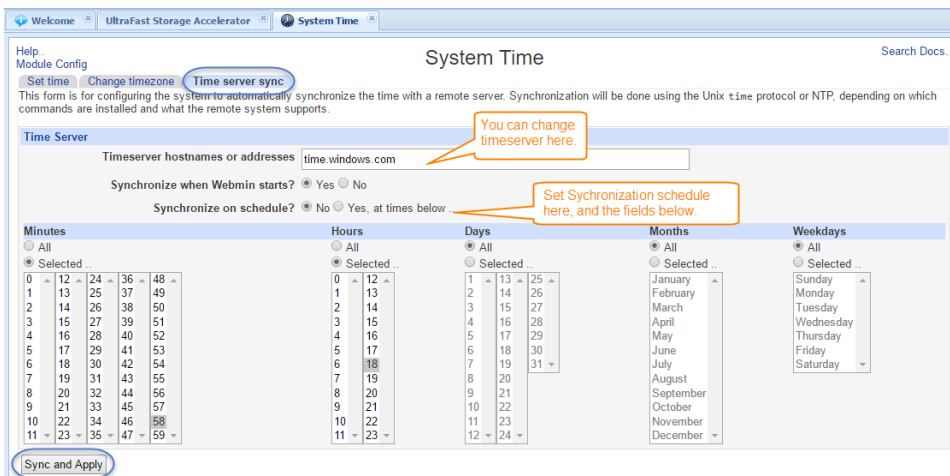 Welcome UltraFast Storage Accelerator System Time
Help..
Module Config
System Time
Search Docs..
Set time Change timezone Time server sync
This form is for configuring the system to automatically synchronize the time with a remote server. Synchronization will be done using the Unix time protocol or NTP, depending on which
commands are installed and what the remote system supports.
You can change
timeserver here.
Time Server
Timeserver hostnames or addresses time.windows.com
Synchronize when Webmin starts? Yes No
Synchronize on schedule? No Yes, at times below ..
Set Sychronization schedule
here, and the fields below.
Minutes Hours Days Months Weekdays
All All All All All
Selected .. Selected .. Selected .. Selected .. Selected ..
0 12 24 36 48 0 12 1 13 25 January Sunday
1 13 25 37 49 1 13 2 14 26 February Monday
2 14 26 38 50 2 14 3 15 27 March Tuesday
3 15 27 39 51 3 15 4 16 28 April Wednesday
4 16 28 40 52 4 16 5 17 29 May Thursday
5 17 29 41 53 5 17 6 18 30 June Friday
6 18 30 42 54 6 18 7 19 31 July Saturday
7 19 31 43 55 7 19 8 20 August
8 20 32 44 56 8 20 9 21 September
9 21 33 45 57 9 21 10 22 October
10 22 34 46 58 10 22 11 23 November
11 23 35 47 59 11 23 12 24 December
Sync and Apply